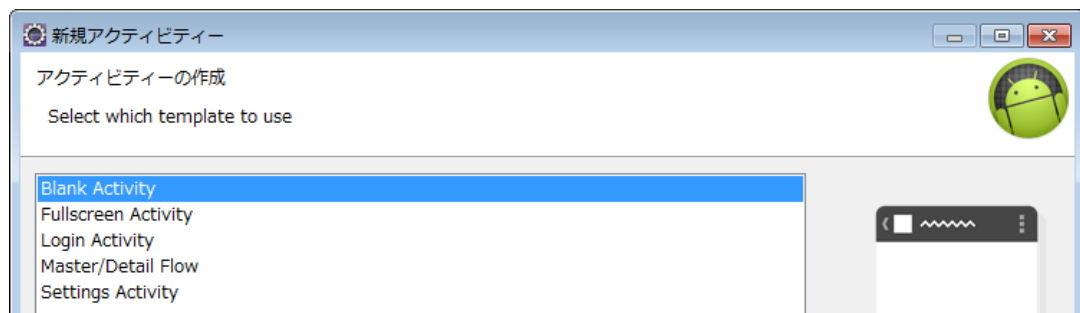 新規アクティビティー
アクティビティーの作成
Select which template to use
Blank Activity
Fullscreen Activity
Login Activity
Master/Detail Flow
Settings Activity